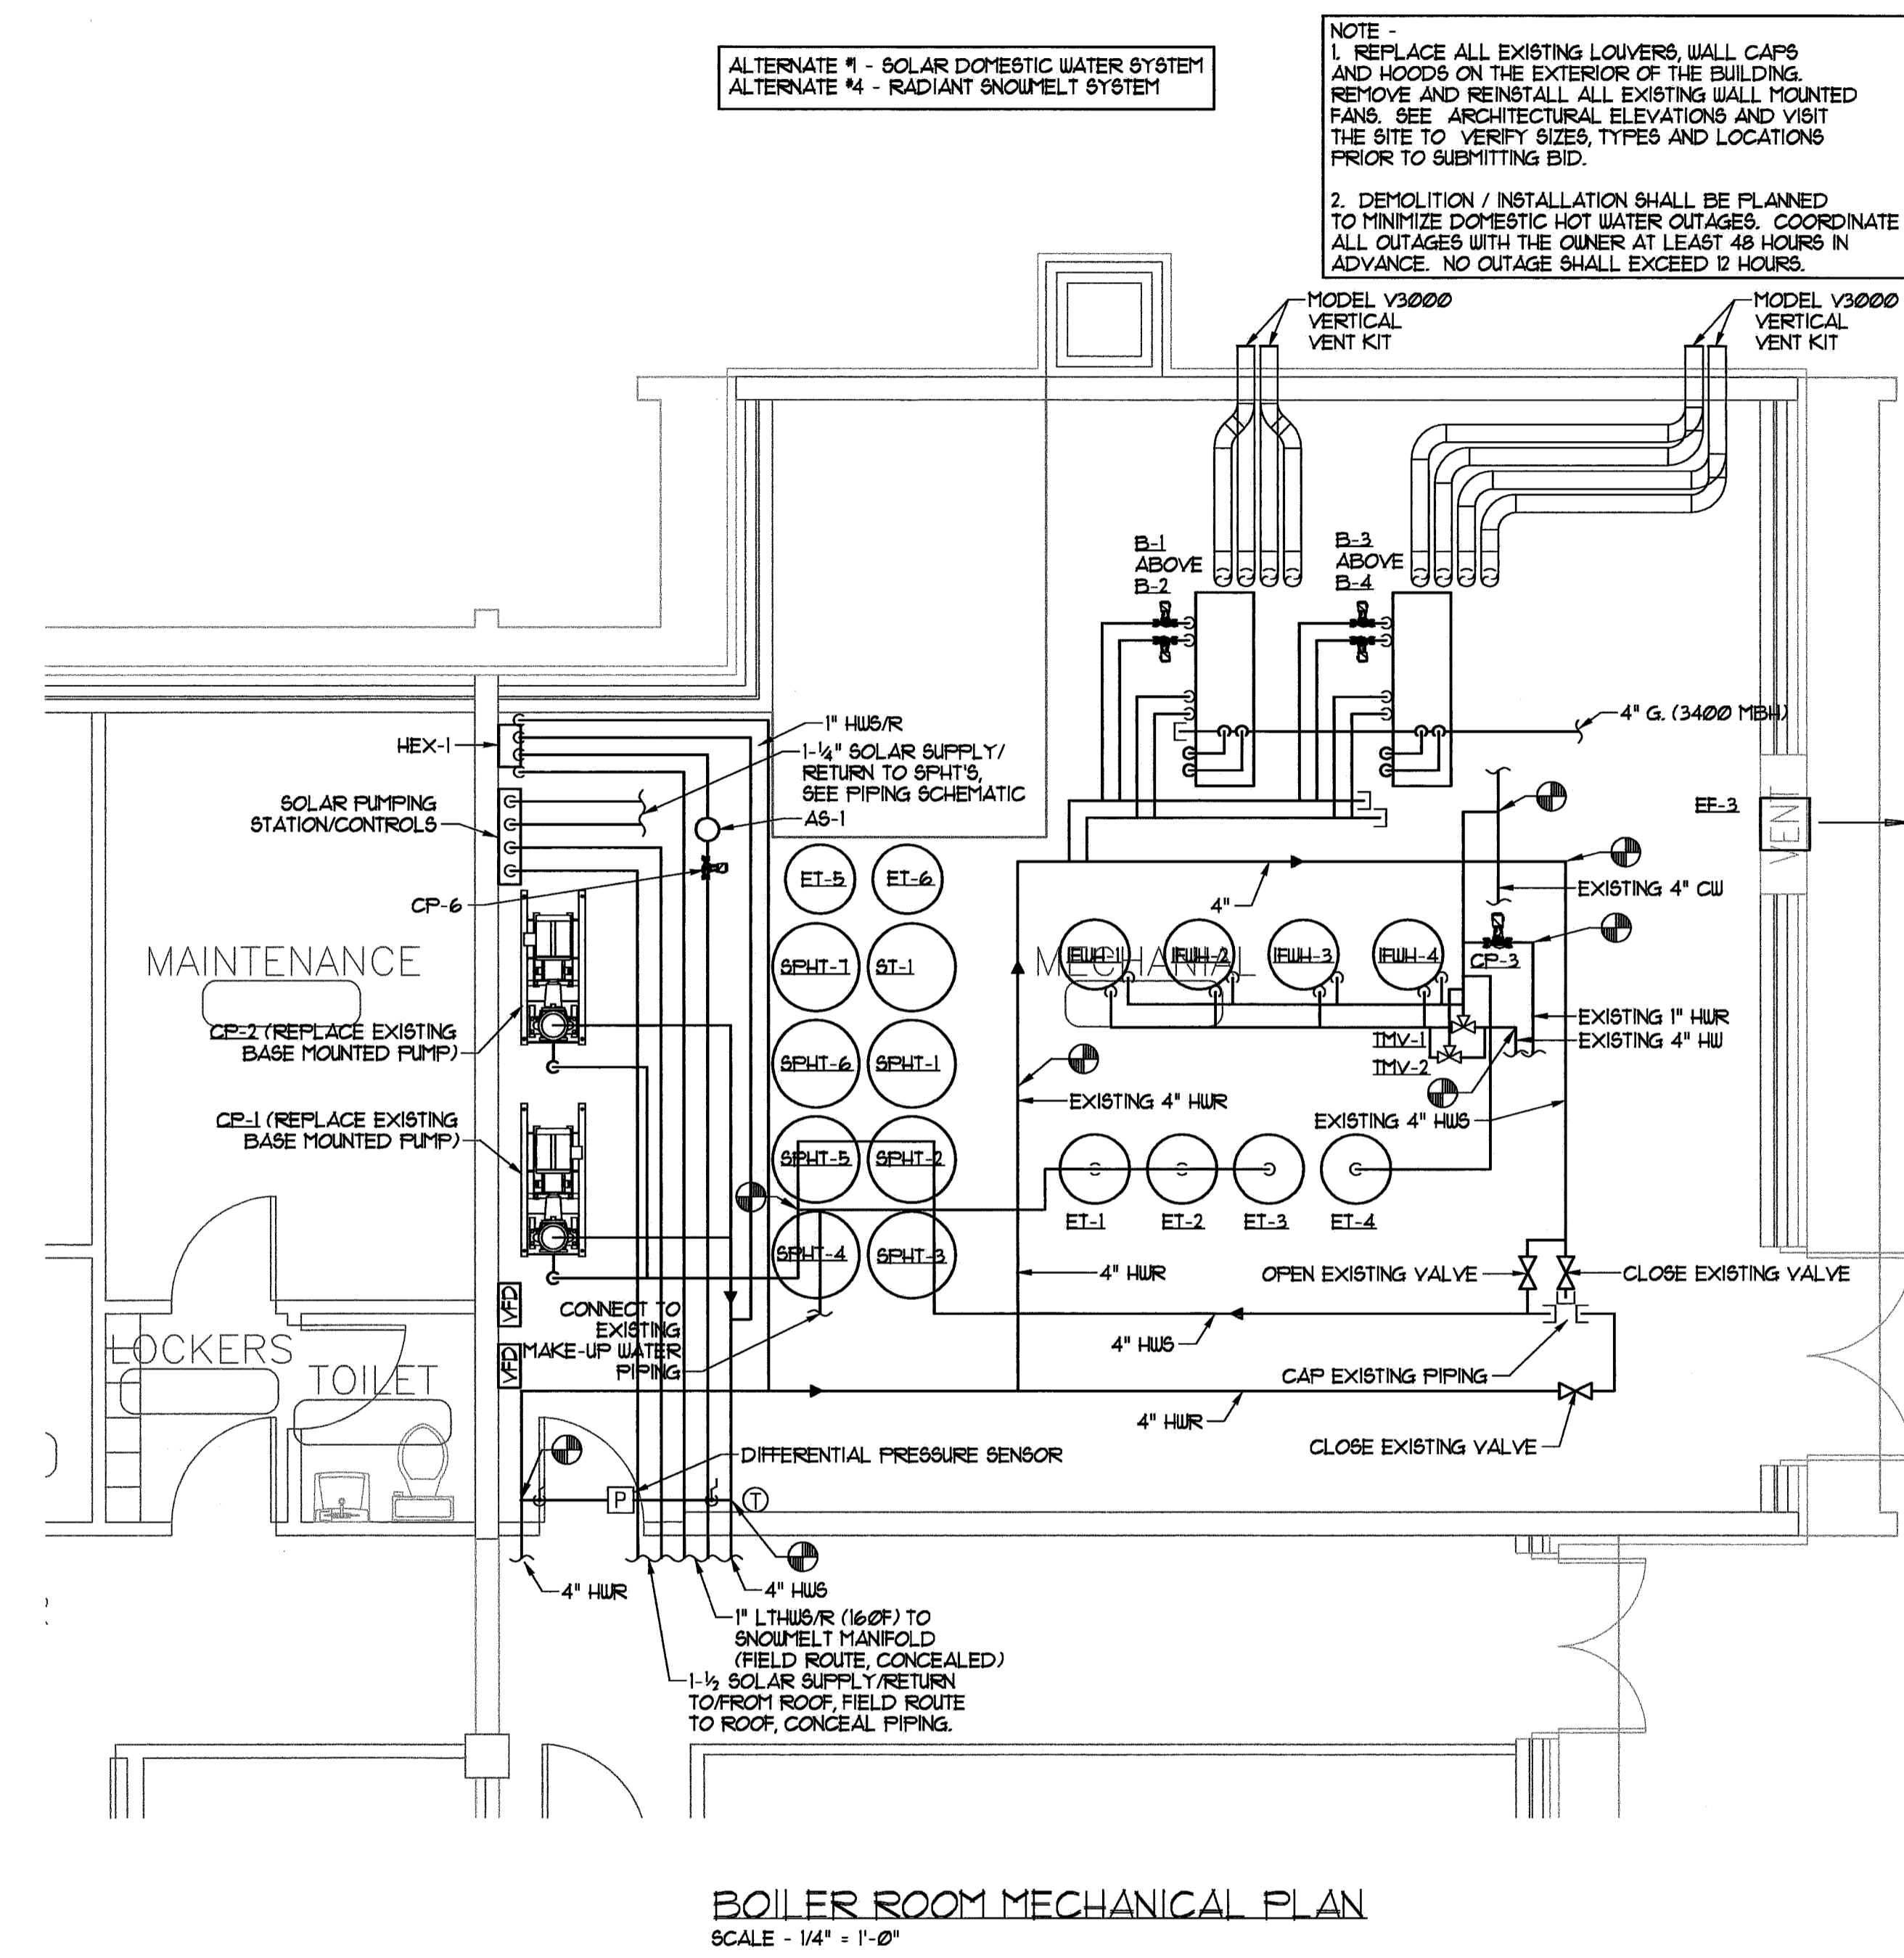 ALTERNATE #1 - SOLAR DOMESTIC WATER SYSTEM
ALTERNATE #4 - RADIANT SNOWMELT SYSTEM
NOTE -
1. REPLACE ALL EXISTING LOUVERS, WALL CAPS
AND HOODS ON THE EXTERIOR OF THE BUILDING.
REMOVE AND REINSTALL ALL EXISTING WALL MOUNTED
FANS. SEE ARCHITECTURAL ELEVATIONS AND VISIT
THE SITE TO VERIFY SIZES, TYPES AND LOCATIONS
PRIOR TO SUBMITTING BID.
2. DEMOLITION / INSTALLATION SHALL BE PLANNED
TO MINIMIZE DOMESTIC HOT WATER OUTAGES. COORDINATE
ALL OUTAGES WITH THE OWNER AT LEAST 48 HOURS IN
ADVANCE. NO OUTAGE SHALL EXCEED 12 HOURS.
MODEL V3000
VERTICAL
VENT KIT
MODEL V3000
VERTICAL
VENT KIT
B-1
ABOVE
B-2
B-3
ABOVE
B-4
4" G. (3400 MBH)
HEX-1
1" HWS/R
1-1/4" SOLAR SUPPLY/
RETURN TO SPHT'S,
SEE PIPING SCHEMATIC
SOLAR PUMPING
STATION/CONTROLS
AS-1
EF-3
VENT
CP-6
ET-5
ET-6
4"
EXISTING 4" CW
MAINTENANCE
SPHT-7
ST-1
MECHANIAL
IFWH-1
IFWH-2
IFWH-3
IFWH-4
CP-3
CP-2 (REPLACE EXISTING
BASE MOUNTED PUMP)
EXISTING 1" HWR
EXISTING 4" HW
TMV-1
TMV-2
SPHT-6
SPHT-1
EXISTING 4" HWR
EXISTING 4" HWS
CP-1 (REPLACE EXISTING
BASE MOUNTED PUMP)
SPHT-5
SPHT-2
ET-1
ET-2
ET-3
ET-4
SPHT-4
SPHT-3
4" HWR
OPEN EXISTING VALVE
CLOSE EXISTING VALVE
VFD
VFD
CONNECT TO
EXISTING
MAKE-UP WATER
PIPING
4" HWS
LOCKERS
TOILET
CAP EXISTING PIPING
4" HWR
CLOSE EXISTING VALVE
DIFFERENTIAL PRESSURE SENSOR
P
T
4" HWR
4" HWS
1" LTHWS/R (160F) TO
SNOWMELT MANIFOLD
(FIELD ROUTE, CONCEALED)
1-1/2 SOLAR SUPPLY/RETURN
TO/FROM ROOF, FIELD ROUTE
TO ROOF, CONCEAL PIPING.
BOILER ROOM MECHANICAL PLAN
SCALE - 1/4" = 1'-0"